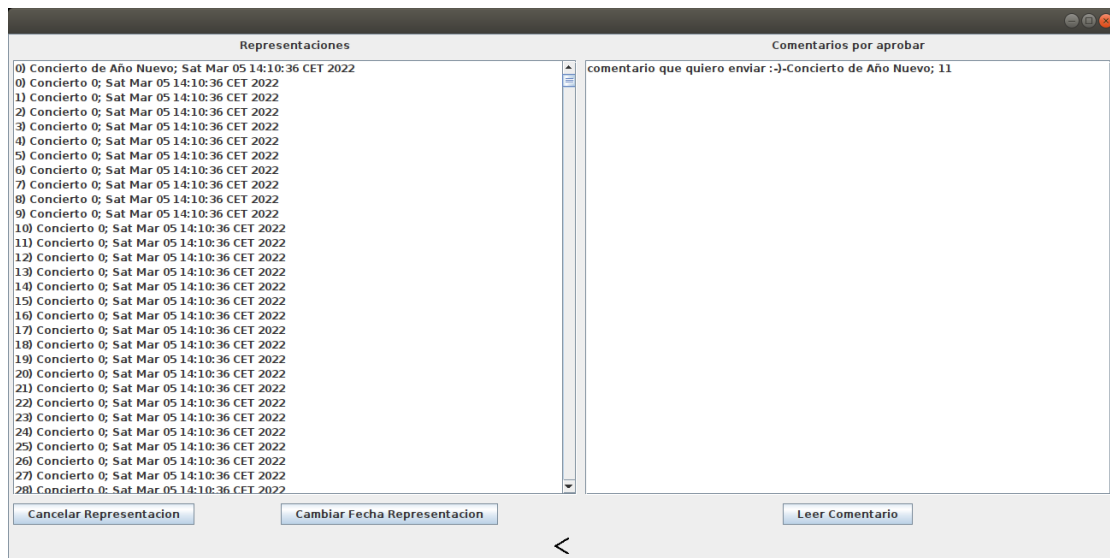 Representaciones
Comentarios por aprobar
0) Concierto de Año Nuevo; Sat Mar 05 14:10:36 CET 2022
0) Concierto 0; Sat Mar 05 14:10:36 CET 2022
1) Concierto 0; Sat Mar 05 14:10:36 CET 2022
2) Concierto 0; Sat Mar 05 14:10:36 CET 2022
3) Concierto 0; Sat Mar 05 14:10:36 CET 2022
4) Concierto 0; Sat Mar 05 14:10:36 CET 2022
5) Concierto 0; Sat Mar 05 14:10:36 CET 2022
6) Concierto 0; Sat Mar 05 14:10:36 CET 2022
7) Concierto 0; Sat Mar 05 14:10:36 CET 2022
8) Concierto 0; Sat Mar 05 14:10:36 CET 2022
9) Concierto 0; Sat Mar 05 14:10:36 CET 2022
10) Concierto 0; Sat Mar 05 14:10:36 CET 2022
11) Concierto 0; Sat Mar 05 14:10:36 CET 2022
12) Concierto 0; Sat Mar 05 14:10:36 CET 2022
13) Concierto 0; Sat Mar 05 14:10:36 CET 2022
14) Concierto 0; Sat Mar 05 14:10:36 CET 2022
15) Concierto 0; Sat Mar 05 14:10:36 CET 2022
16) Concierto 0; Sat Mar 05 14:10:36 CET 2022
17) Concierto 0; Sat Mar 05 14:10:36 CET 2022
18) Concierto 0; Sat Mar 05 14:10:36 CET 2022
19) Concierto 0; Sat Mar 05 14:10:36 CET 2022
20) Concierto 0; Sat Mar 05 14:10:36 CET 2022
21) Concierto 0; Sat Mar 05 14:10:36 CET 2022
22) Concierto 0; Sat Mar 05 14:10:36 CET 2022
23) Concierto 0; Sat Mar 05 14:10:36 CET 2022
24) Concierto 0; Sat Mar 05 14:10:36 CET 2022
25) Concierto 0; Sat Mar 05 14:10:36 CET 2022
26) Concierto 0; Sat Mar 05 14:10:36 CET 2022
27) Concierto 0; Sat Mar 05 14:10:36 CET 2022
28) Concierto 0; Sat Mar 05 14:10:36 CET 2022
comentario que quiero enviar :-)-Concierto de Año Nuevo; 11
Cancelar Representacion
Cambiar Fecha Representacion
Leer Comentario
<